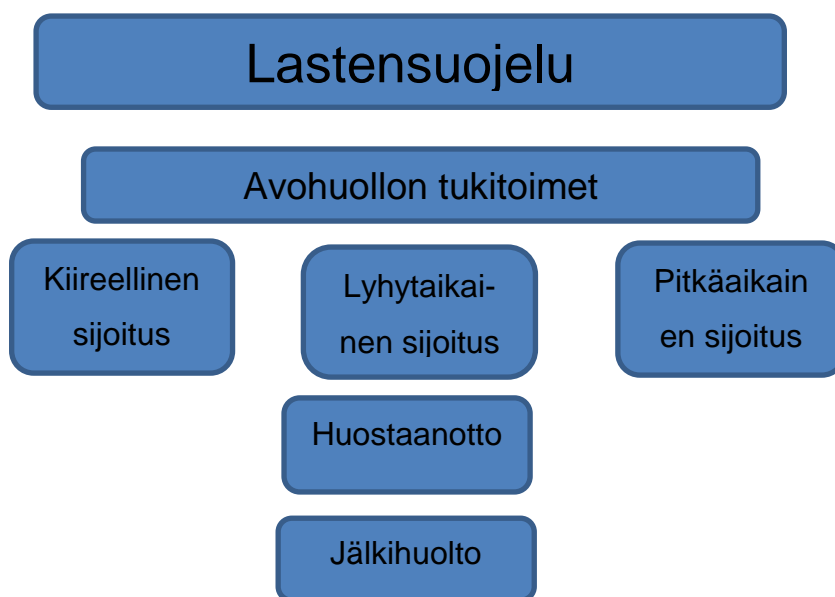 Lastensuojelu
Avohuollon tukitoimet
Kiireellinen
sijoitus
Lyhytaikai-
nen sijoitus
Pitkäaikain
en sijoitus
Huostaanotto
Jälkihuolto